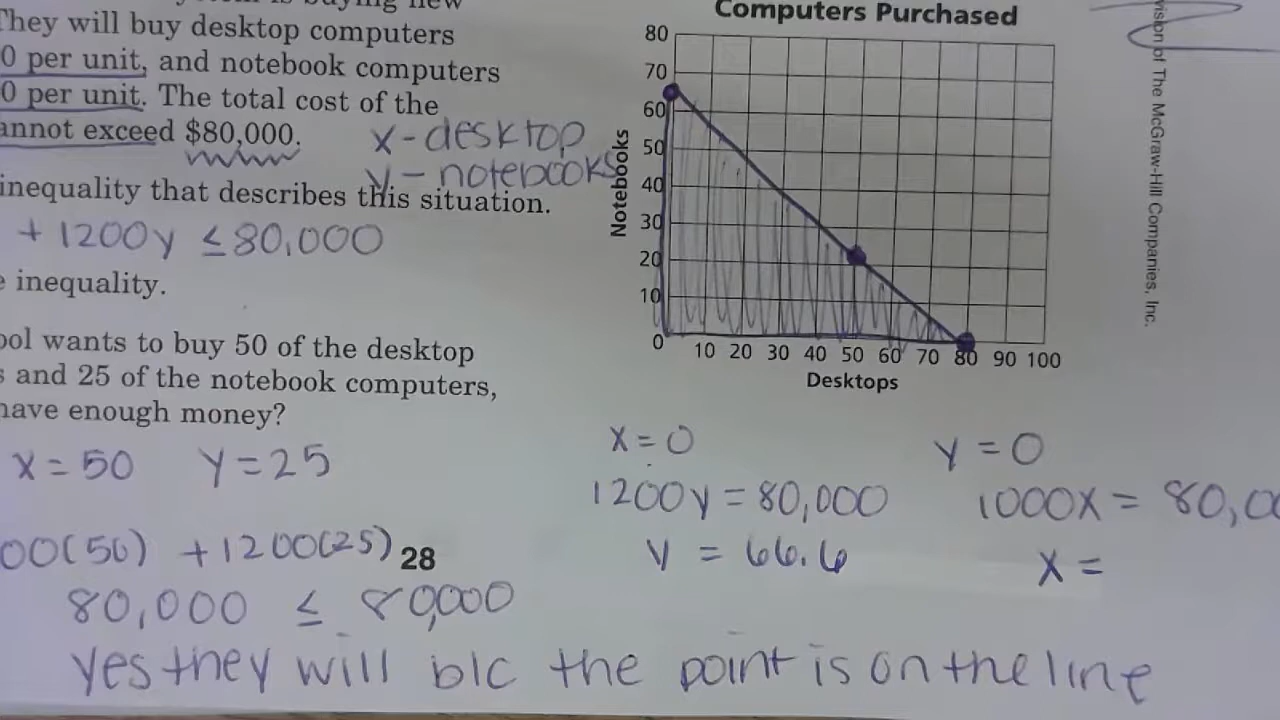 buying new
They will buy desktop computers
0 per unit, and notebook computers
0 per unit. The total cost of the
annot exceed $80,000.
x - desktop
y - notebooks
inequality that describes this situation.
+ 1200y ≤ 80,000
e inequality.
ool wants to buy 50 of the desktop
s and 25 of the notebook computers,
have enough money?
x = 50 y = 25
00(50) + 1200(25)
28
80,000 ≤ 80,000
yes they will b/c the point is on the line
Computers Purchased
Notebooks
80
70
60
50
40
30
20
10
0
10 20 30 40 50 60 70 80 90 100
Desktops
x = 0
1200y = 80,000
y = 66.6
y = 0
1000x = 80,00
x =
vision of The McGraw-Hill Companies, Inc.